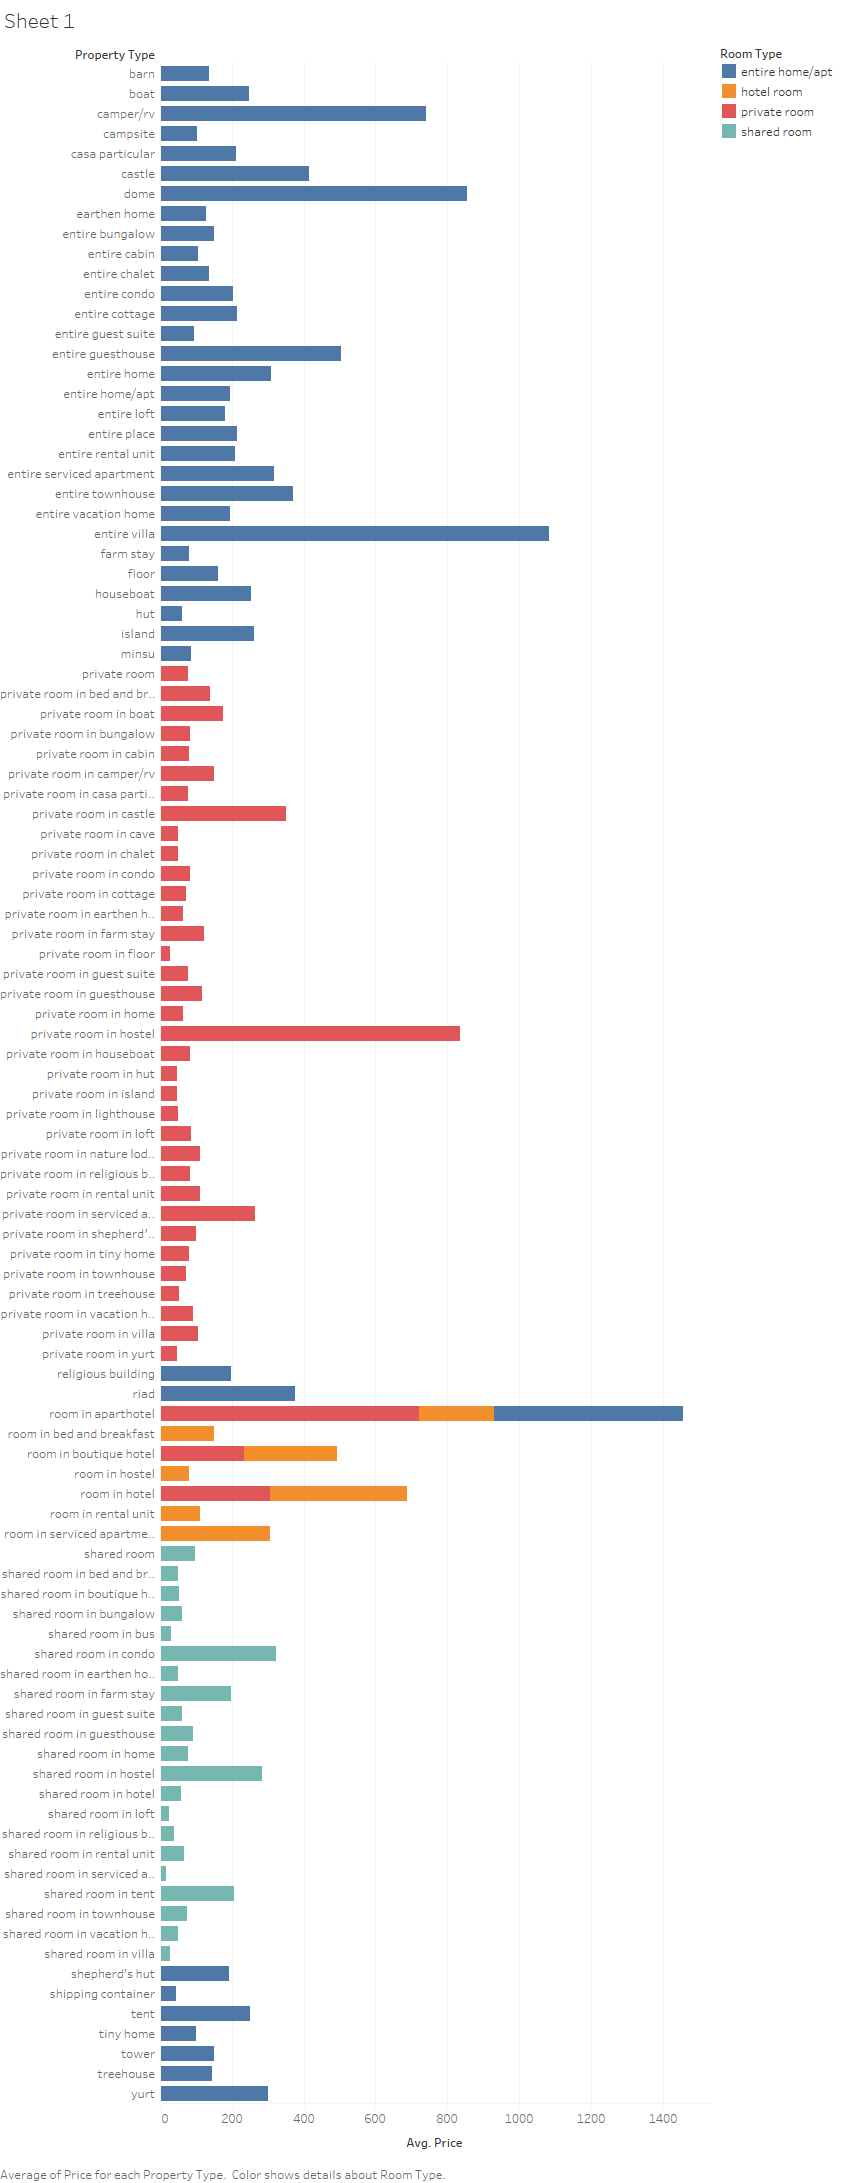 Sheet 1
Property Type
Room Type
barn
entire home/apt
boat
hotel room
camper/rv
private room
campsite
shared room
casa particular
castle
dome
earthen home
entire bungalow
entire cabin
entire chalet
entire condo
entire cottage
entire guest suite
entire guesthouse
entire home
entire home/apt
entire loft
entire place
entire rental unit
entire serviced apartment
entire townhouse
entire vacation home
entire villa
farm stay
floor
houseboat
hut
island
minsu
private room
private room in bed and br..
private room in boat
private room in bungalow
private room in cabin
private room in camper/rv
private room in casa parti..
private room in castle
private room in cave
private room in chalet
private room in condo
private room in cottage
private room in earthen h..
private room in farm stay
private room in floor
private room in guest suite
private room in guesthouse
private room in home
private room in hostel
private room in houseboat
private room in hut
private room in island
private room in lighthouse
private room in loft
private room in nature lod..
private room in religious b..
private room in rental unit
private room in serviced a..
private room in shepherd’..
private room in tiny home
private room in townhouse
private room in treehouse
private room in vacation h..
private room in villa
private room in yurt
religious building
riad
room in aparthotel
room in bed and breakfast
room in boutique hotel
room in hostel
room in hotel
room in rental unit
room in serviced apartme..
shared room
shared room in bed and br..
shared room in boutique h..
shared room in bungalow
shared room in bus
shared room in condo
shared room in earthen ho..
shared room in farm stay
shared room in guest suite
shared room in guesthouse
shared room in home
shared room in hostel
shared room in hotel
shared room in loft
shared room in religious b..
shared room in rental unit
shared room in serviced a..
shared room in tent
shared room in townhouse
shared room in vacation h..
shared room in villa
shepherd’s hut
shipping container
tent
tiny home
tower
treehouse
yurt
0 200 400 600 800 1000 1200 1400
Avg. Price
Average of Price for each Property Type. Color shows details about Room Type.